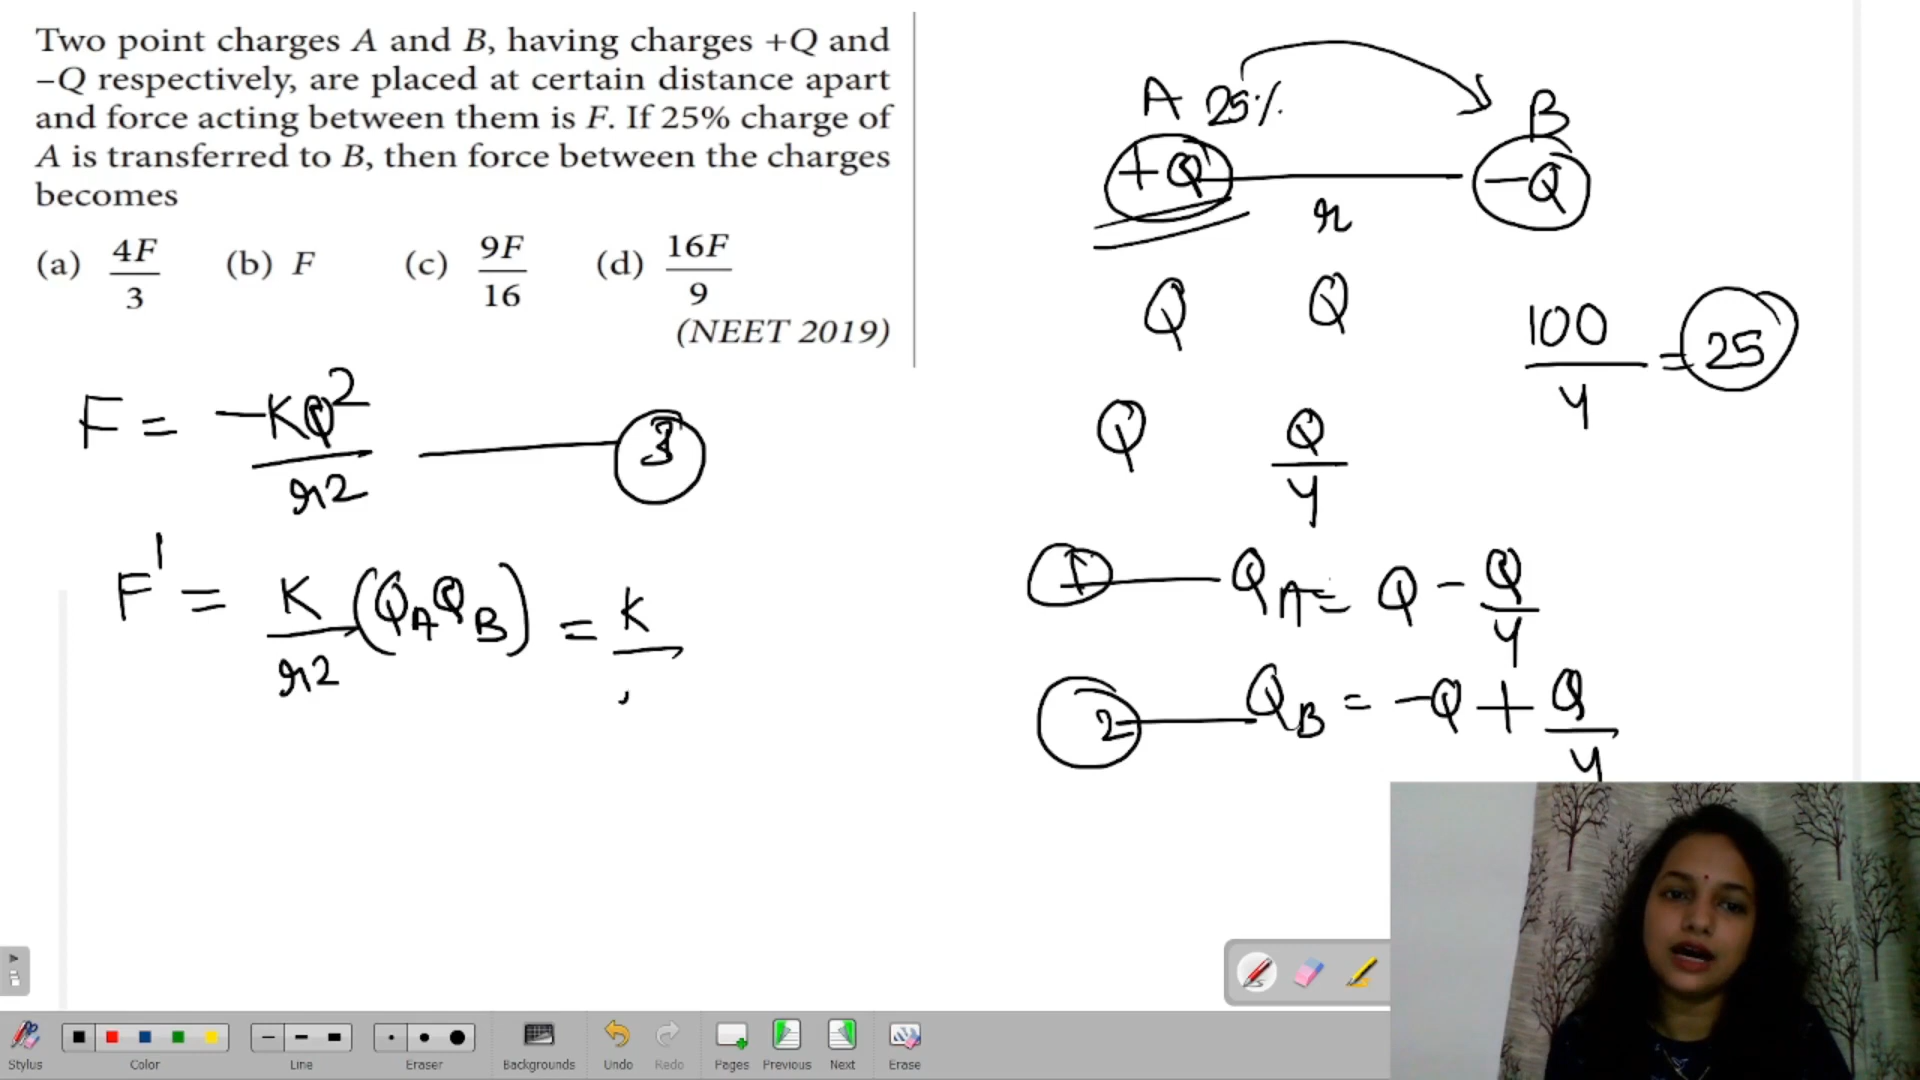 Two point charges A and B, having charges +Q and
−Q respectively, are placed at certain distance apart
and force acting between them is F. If 25% charge of
A is transferred to B, then force between the charges
becomes
(a) 4F/3 (b) F (c) 9F/16 (d) 16F/9
(NEET 2019)
F = -KQ²/r2 3
F' = K/r2 (QAQB) = K
A 25% B
+Q -Q
r
Q Q
100/4 = 25
Q Q/4
1 QA = Q - Q/4
2 QB = -Q + Q/4
Stylus Color Line Eraser Backgrounds Undo Redo Pages Previous Next Erase